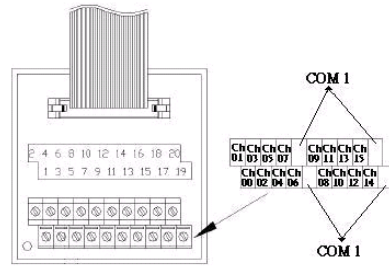 COM 1
2 4 6 8 10 12 14 16 18 20
1 3 5 7 9 11 13 15 17 19
Ch Ch Ch Ch Ch Ch Ch Ch
01 03 05 07 09 11 13 15
Ch Ch Ch Ch Ch Ch Ch Ch
00 02 04 06 08 10 12 14
COM 1